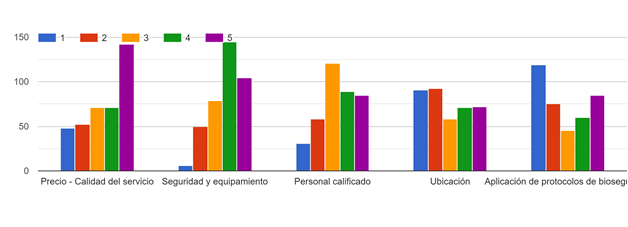 150 1 2 3 4 5
100
50
0
Precio - Calidad del servicio Seguridad y equipamiento Personal calificado Ubicación Aplicación de protocolos de biosegu